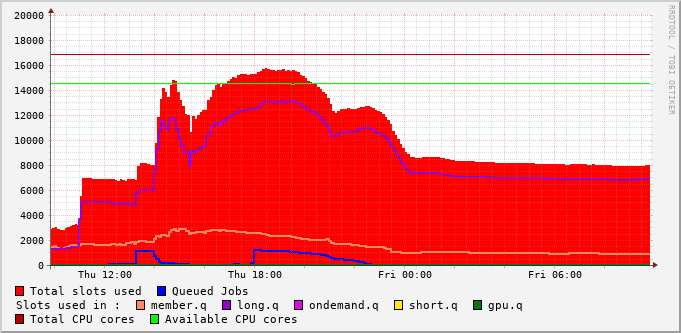 20000
18000
16000
14000
12000
10000
8000
6000
4000
2000
0
Thu 12:00 Thu 18:00 Fri 00:00 Fri 06:00
RRDTOOL / TOBI OETIKER
Total slots used Queued Jobs
Slots used in : member.q long.q ondemand.q short.q gpu.q
Total CPU cores Available CPU cores